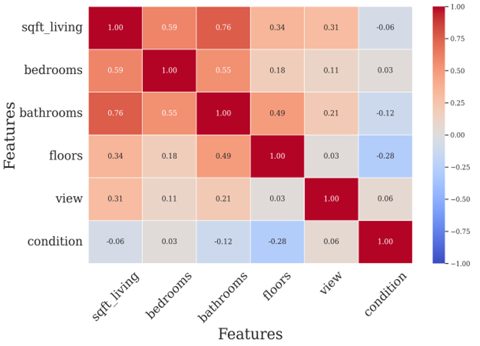 sqft_living 1.00 0.59 0.76 0.34 0.31 -0.06
bedrooms 0.59 1.00 0.55 0.18 0.11 0.03
bathrooms 0.76 0.55 1.00 0.49 0.21 -0.12
floors 0.34 0.18 0.49 1.00 0.03 -0.28
view 0.31 0.11 0.21 0.03 1.00 0.06
condition -0.06 0.03 -0.12 -0.28 0.06 1.00
Features
sqft_living bedrooms bathrooms floors view condition
Features
1.00
0.75
0.50
0.25
0.00
−0.25
−0.50
−0.75
−1.00